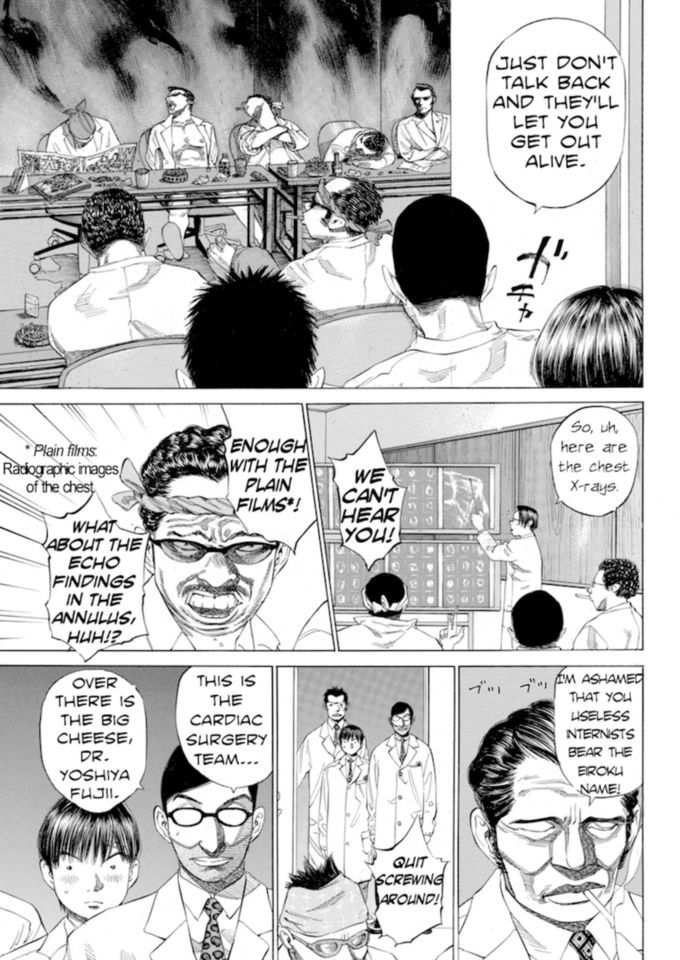 JUST DON'T
TALK BACK
AND THEY'LL
LET YOU
GET OUT
ALIVE.
ガチャ
So, uh,
here are
the chest
X-rays.
WE
CAN'T
HEAR
YOU!
ENOUGH
WITH THE
PLAIN
FILMS*!
* Plain films:
Radiographic images
of the chest
WHAT
ABOUT THE
ECHO
FINDINGS
IN THE
ANNULUS,
HUH!?
I'M ASHAMED
THAT YOU
USELESS
INTERNISTS
BEAR THE
EIROKU
NAME!
ブツ
ブツ
QUIT
SCREWING
AROUND!
THIS IS
THE
CARDIAC
SURGERY
TEAM...
OVER
THERE IS
THE BIG
CHEESE,
DR.
YOSHIYA
FUJII.